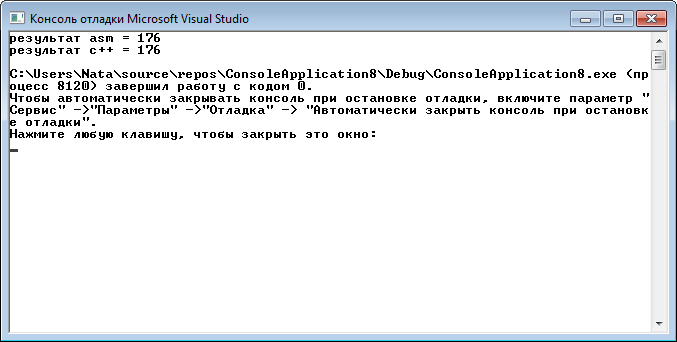 Консоль отладки Microsoft Visual Studio
результат asm = 176
результат c++ = 176
C:\Users\Nata\source\repos\ConsoleApplication8\Debug\ConsoleApplication8.exe (пр
оцесс 8120) завершил работу с кодом 0.
Чтобы автоматически закрывать консоль при остановке отладки, включите параметр "
Сервис" ->"Параметры" ->"Отладка" -> "Автоматически закрыть консоль при остановк
е отладки".
Нажмите любую клавишу, чтобы закрыть это окно: